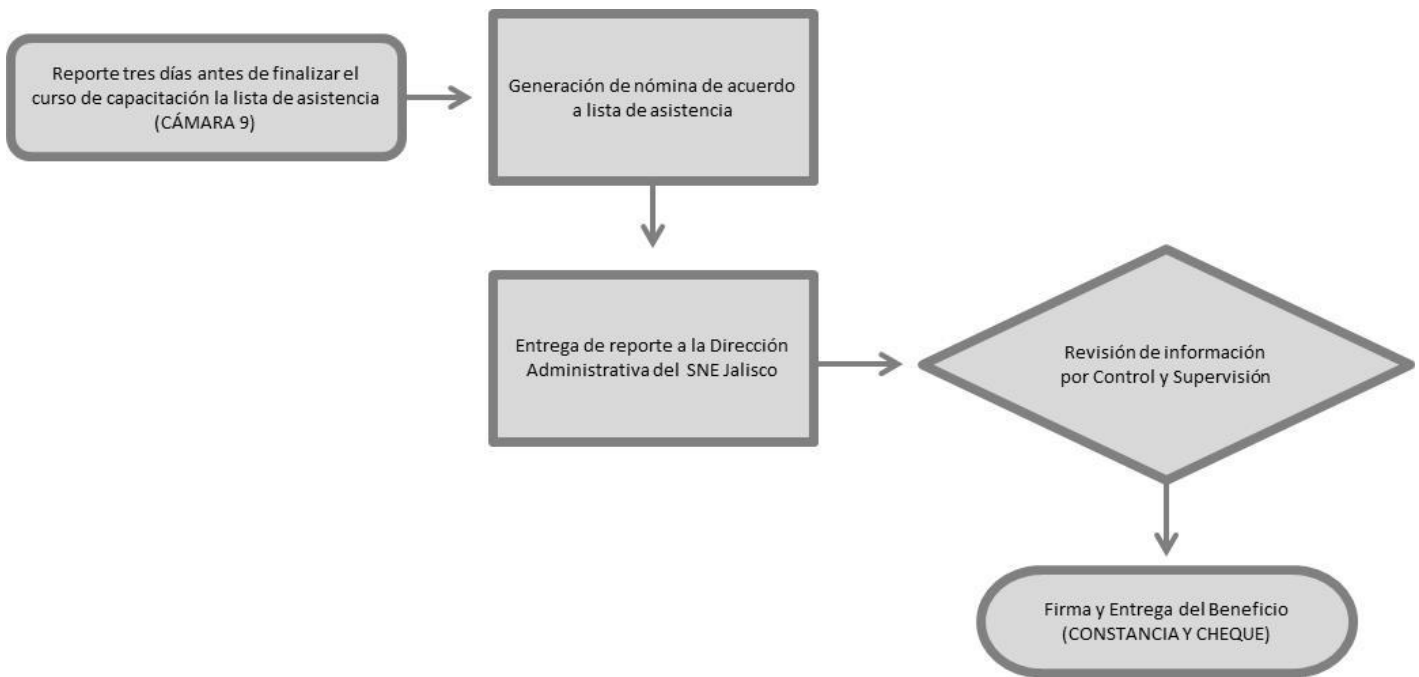 Reporte tres días antes de finalizar el
curso de capacitación la lista de asistencia
(CÁMARA 9)
Generación de nómina de acuerdo
a lista de asistencia
Entrega de reporte a la Dirección
Administrativa del SNE Jalisco
Revisión de información
por Control y Supervisión
Firma y Entrega del Beneficio
(CONSTANCIA Y CHEQUE)